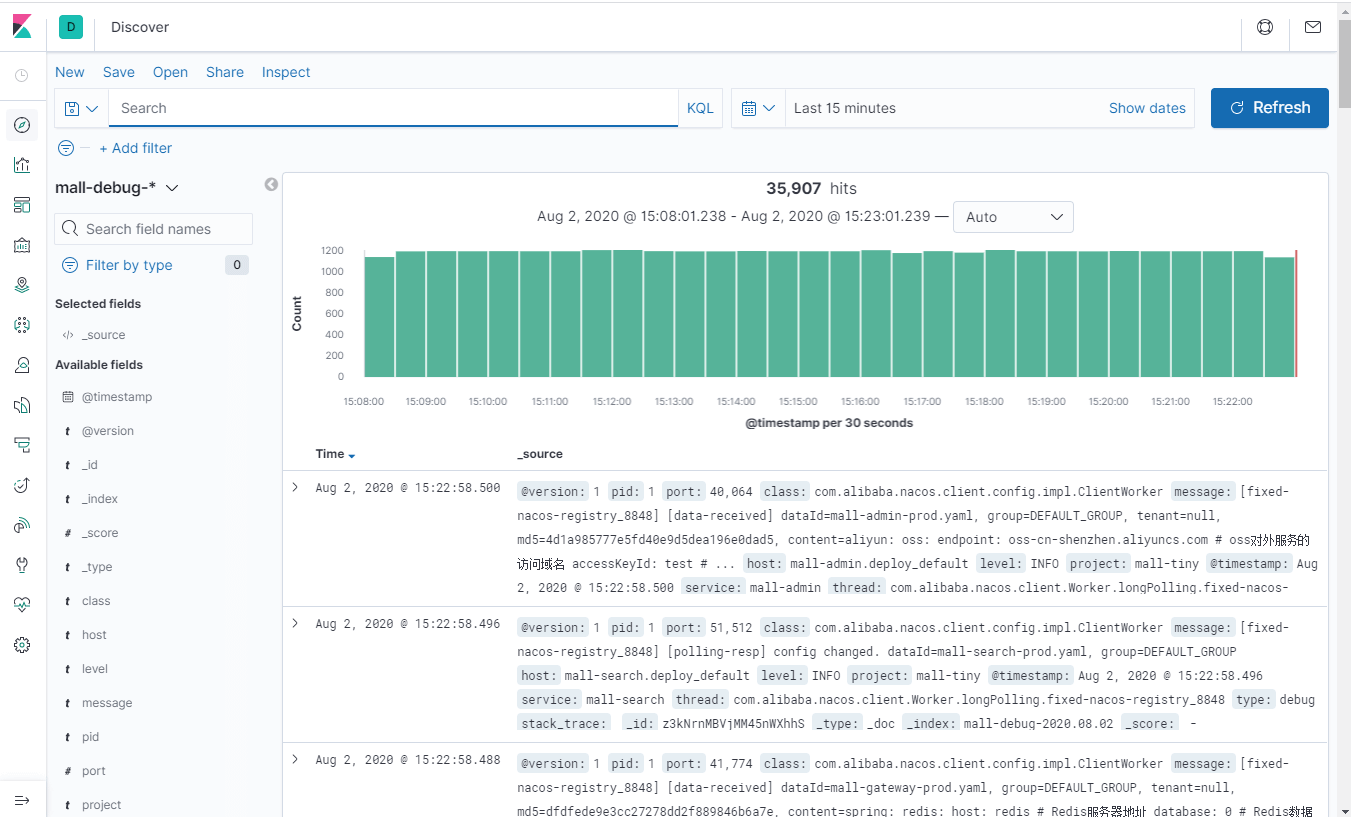 D
Discover
New Save Open Share Inspect
Search
KQL
Last 15 minutes
Show dates
Refresh
+ Add filter
mall-debug-*
Search field names
Filter by type
0
Selected fields
_source
Available fields
@timestamp
t @version
t _id
t _index
# _score
t _type
t class
t host
t level
t message
t pid
# port
t project
35,907 hits
Aug 2, 2020 @ 15:08:01.238 - Aug 2, 2020 @ 15:23:01.239 —
Auto
Count
1200
1000
800
600
400
200
0
15:08:00 15:09:00 15:10:00 15:11:00 15:12:00 15:13:00 15:14:00 15:15:00 15:16:00 15:17:00 15:18:00 15:19:00 15:20:00 15:21:00 15:22:00
@timestamp per 30 seconds
Time _source
Aug 2, 2020 @ 15:22:58.500
@version: 1 pid: 1 port: 40,064 class: com.alibaba.nacos.client.config.impl.ClientWorker message: [fixed-
nacos-registry_8848] [data-received] dataId=mall-admin-prod.yaml, group=DEFAULT_GROUP, tenant=null,
md5=4d1a985777e5fd40e9d5dea196e0dad5, content=aliyun: oss: endpoint: oss-cn-shenzhen.aliyuncs.com # oss对外服务的
访问域名 accessKeyId: test # ... host: mall-admin.deploy_default level: INFO project: mall-tiny @timestamp: Aug
2, 2020 @ 15:22:58.500 service: mall-admin thread: com.alibaba.nacos.client.Worker.longPolling.fixed-nacos-
Aug 2, 2020 @ 15:22:58.496
@version: 1 pid: 1 port: 51,512 class: com.alibaba.nacos.client.config.impl.ClientWorker message: [fixed-
nacos-registry_8848] [polling-resp] config changed. dataId=mall-search-prod.yaml, group=DEFAULT_GROUP
host: mall-search.deploy_default level: INFO project: mall-tiny @timestamp: Aug 2, 2020 @ 15:22:58.496
service: mall-search thread: com.alibaba.nacos.client.Worker.longPolling.fixed-nacos-registry_8848 type: debug
stack_trace: _id: z3kNrnMBVjMM45nWXhhS _type: _doc _index: mall-debug-2020.08.02 _score: -
Aug 2, 2020 @ 15:22:58.488
@version: 1 pid: 1 port: 41,774 class: com.alibaba.nacos.client.config.impl.ClientWorker message: [fixed-
nacos-registry_8848] [data-received] dataId=mall-gateway-prod.yaml, group=DEFAULT_GROUP, tenant=null,
md5=dfdfede9e3cc27278dd2f889846b6a7e, content=spring: redis: host: redis # Redis服务器地址 database: 0 # Redis数据